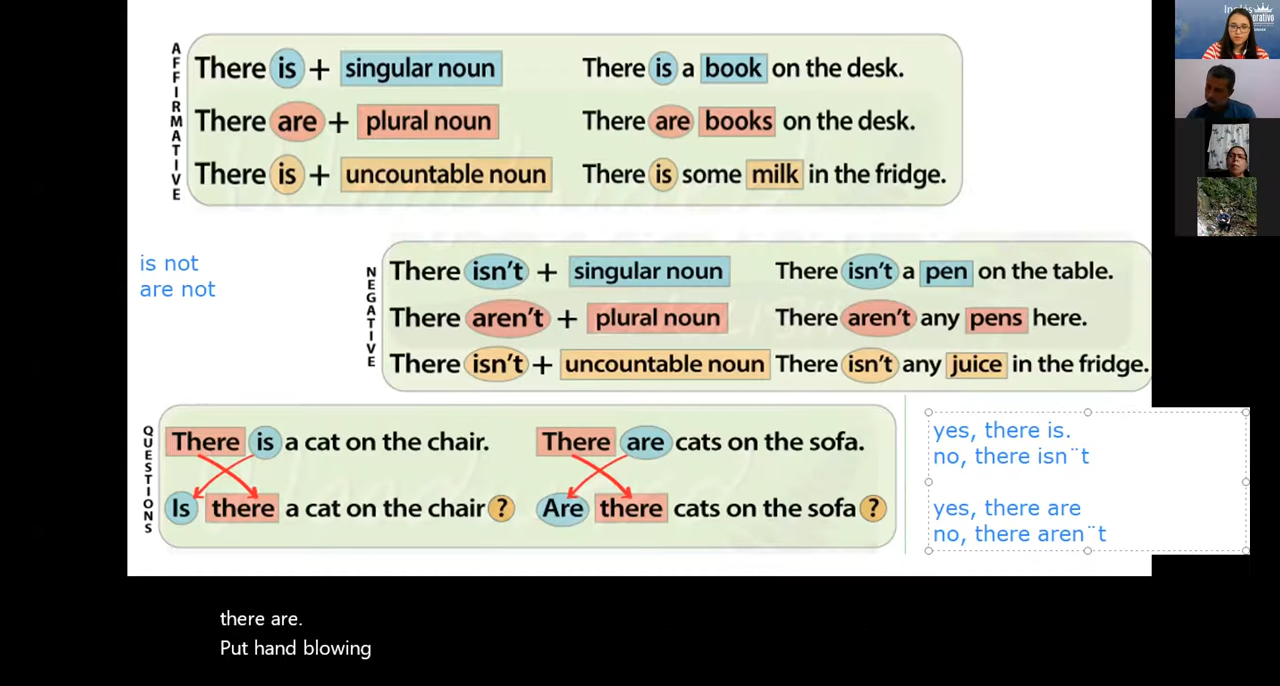 AFFIRMATIVE
There is + singular noun There is a book on the desk.
There are + plural noun There are books on the desk.
There is + uncountable noun There is some milk in the fridge.
is not
are not
NEGATIVE
There isn't + singular noun There isn't a pen on the table.
There aren't + plural noun There aren't any pens here.
There isn't + uncountable noun There isn't any juice in the fridge.
QUESTIONS
There is a cat on the chair. There are cats on the sofa.
Is there a cat on the chair? Are there cats on the sofa?
yes, there is.
no, there isn¨t
yes, there are
no, there aren¨t
there are.
Put hand blowing